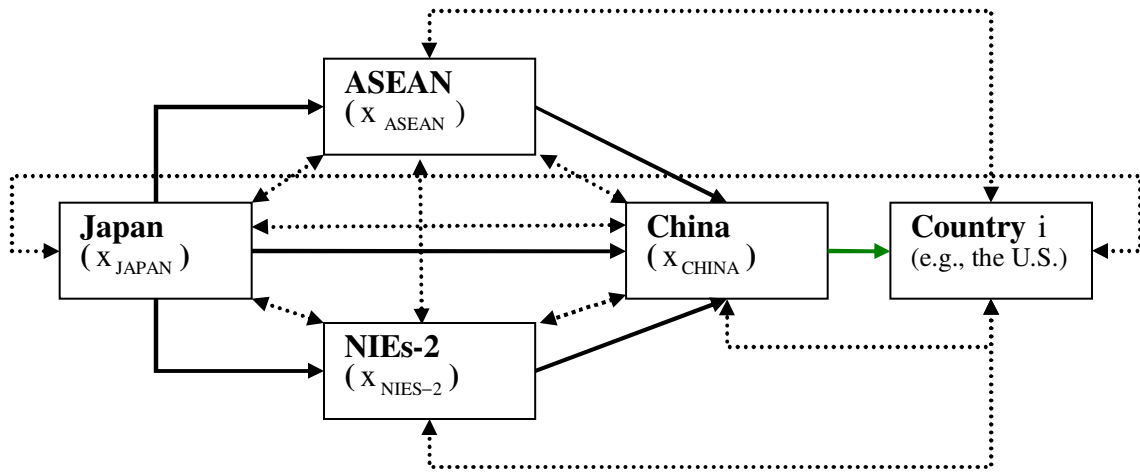 ASEAN
( x ASEAN )
Japan
( x JAPAN )
China
( x CHINA )
Country i
(e.g., the U.S.)
NIEs-2
( x NIES−2 )